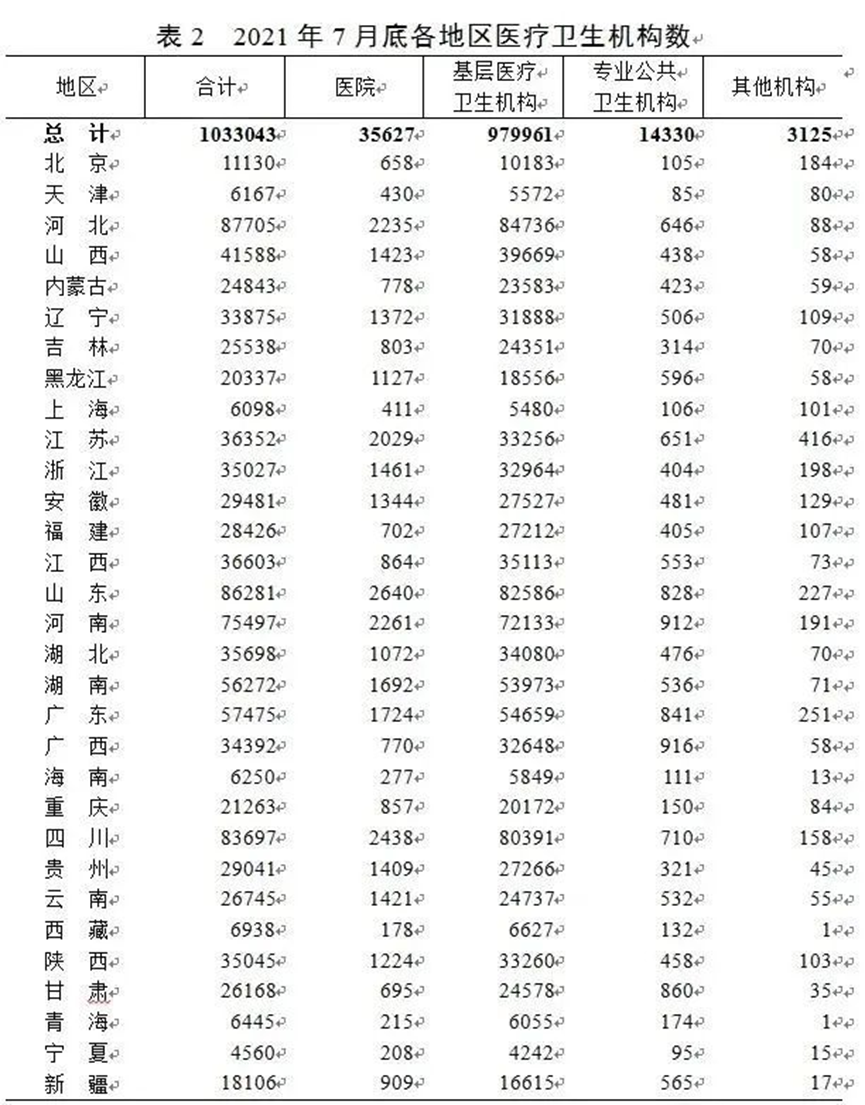 表 2 2021 年 7 月底各地区医疗卫生机构数
地区 合计 医院 基层医疗卫生机构 专业公共卫生机构 其他机构
总 计 1033043 35627 979961 14330 3125
北 京 11130 658 10183 105 184
天 津 6167 430 5572 85 80
河 北 87705 2235 84736 646 88
山 西 41588 1423 39669 438 58
内蒙古 24843 778 23583 423 59
辽 宁 33875 1372 31888 506 109
吉 林 25538 803 24351 314 70
黑龙江 20337 1127 18556 596 58
上 海 6098 411 5480 106 101
江 苏 36352 2029 33256 651 416
浙 江 35027 1461 32964 404 198
安 徽 29481 1344 27527 481 129
福 建 28426 702 27212 405 107
江 西 36603 864 35113 553 73
山 东 86281 2640 82586 828 227
河 南 75497 2261 72133 912 191
湖 北 35698 1072 34080 476 70
湖 南 56272 1692 53973 536 71
广 东 57475 1724 54659 841 251
广 西 34392 770 32648 916 58
海 南 6250 277 5849 111 13
重 庆 21263 857 20172 150 84
四 川 83697 2438 80391 710 158
贵 州 29041 1409 27266 321 45
云 南 26745 1421 24737 532 55
西 藏 6938 178 6627 132 1
陕 西 35045 1224 33260 458 103
甘 肃 26168 695 24578 860 35
青 海 6445 215 6055 174 1
宁 夏 4560 208 4242 95 15
新 疆 18106 909 16615 565 17